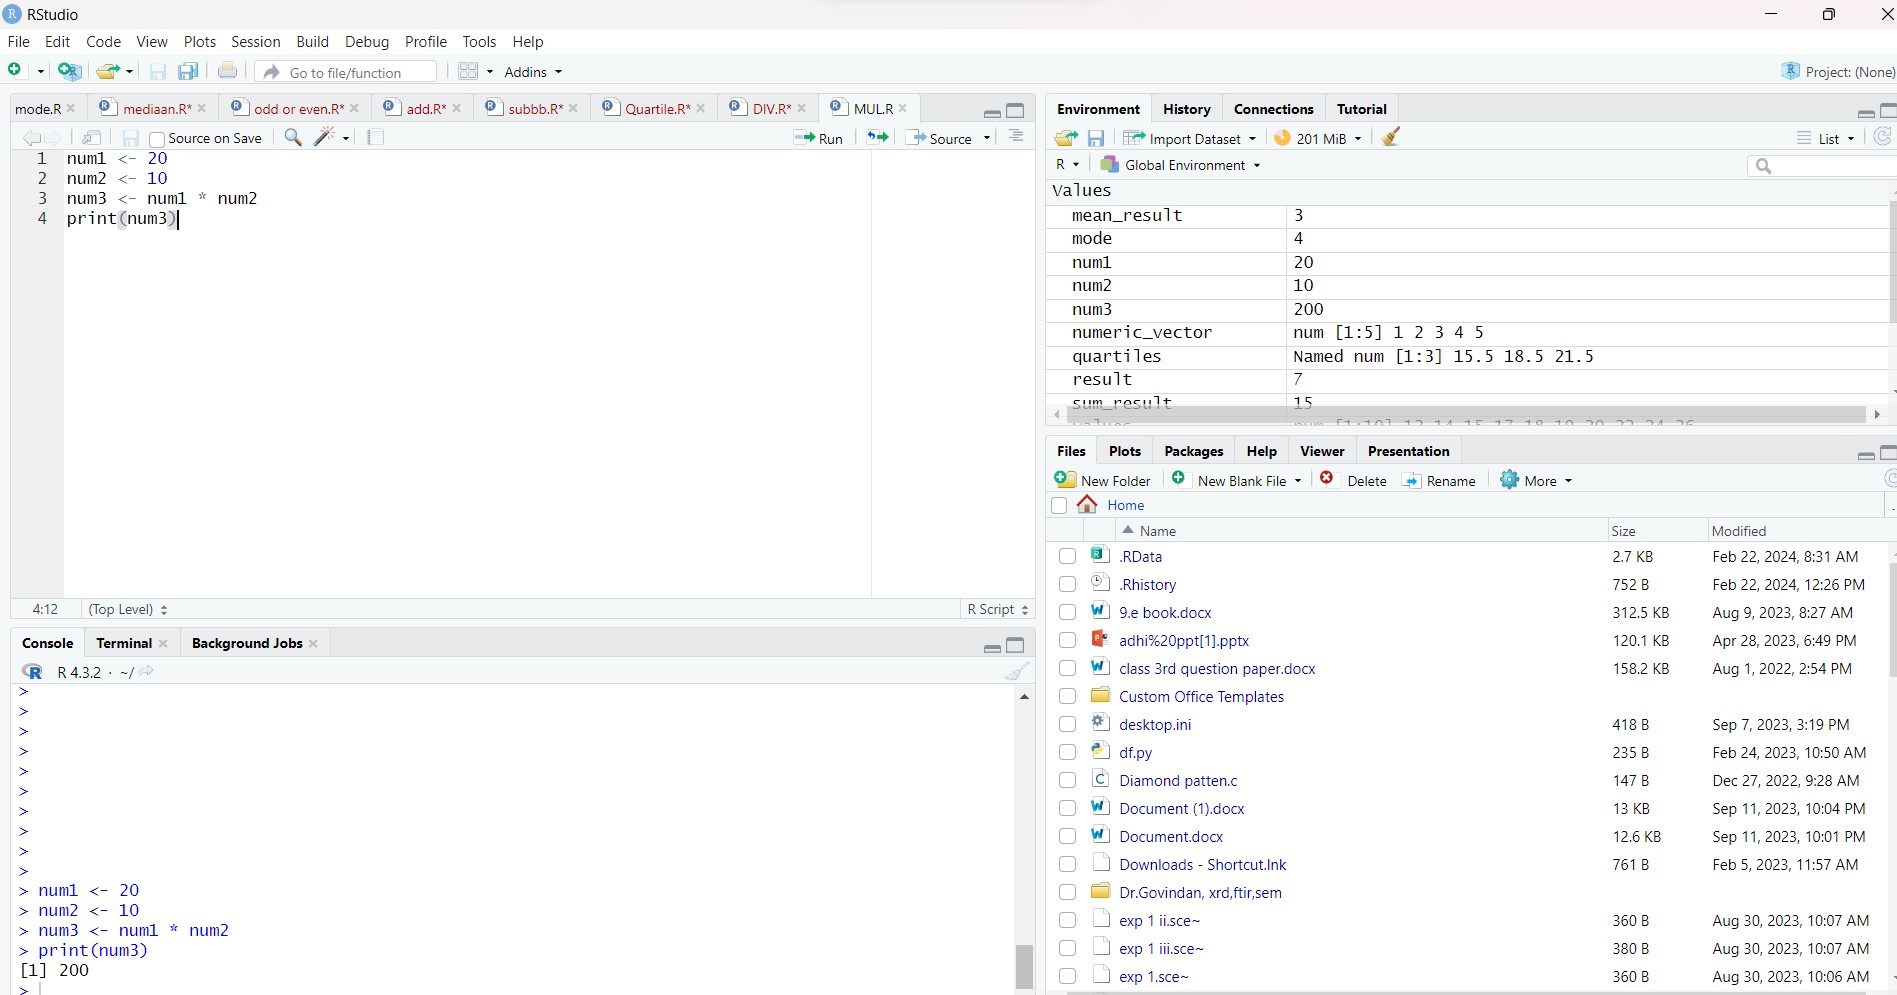 RStudio
File Edit Code View Plots Session Build Debug Profile Tools Help
Go to file/function Addins Project: (None)
mode.R mediaan.R* odd or even.R* add.R* subbb.R* Quartile.R* DIV.R* MUL.R
Source on Save Run Source
1 num1 <- 20
2 num2 <- 10
3 num3 <- num1 * num2
4 print(num3)
4:12 (Top Level) R Script
Console Terminal Background Jobs
R 4.3.2 · ~/
>
>
>
>
>
>
>
>
>
>
> num1 <- 20
> num2 <- 10
> num3 <- num1 * num2
> print(num3)
[1] 200
>
Environment History Connections Tutorial
Import Dataset 201 MiB List
R Global Environment
Values
mean_result 3
mode 4
num1 20
num2 10
num3 200
numeric_vector num [1:5] 1 2 3 4 5
quartiles Named num [1:3] 15.5 18.5 21.5
result 7
sum_result 15
Files Plots Packages Help Viewer Presentation
New Folder New Blank File Delete Rename More
Home
Name Size Modified
.RData 2.7 KB Feb 22, 2024, 8:31 AM
.Rhistory 752 B Feb 22, 2024, 12:26 PM
9.e book.docx 312.5 KB Aug 9, 2023, 8:27 AM
adhi%20ppt[1].pptx 120.1 KB Apr 28, 2023, 6:49 PM
class 3rd question paper.docx 158.2 KB Aug 1, 2022, 2:54 PM
Custom Office Templates
desktop.ini 418 B Sep 7, 2023, 3:19 PM
df.py 235 B Feb 24, 2023, 10:50 AM
Diamond patten.c 147 B Dec 27, 2022, 9:28 AM
Document (1).docx 13 KB Sep 11, 2023, 10:04 PM
Document.docx 12.6 KB Sep 11, 2023, 10:01 PM
Downloads - Shortcut.lnk 761 B Feb 5, 2023, 11:57 AM
Dr.Govindan, xrd,ftir,sem
exp 1 ii.sce~ 360 B Aug 30, 2023, 10:07 AM
exp 1 iii.sce~ 380 B Aug 30, 2023, 10:07 AM
exp 1.sce~ 360 B Aug 30, 2023, 10:06 AM